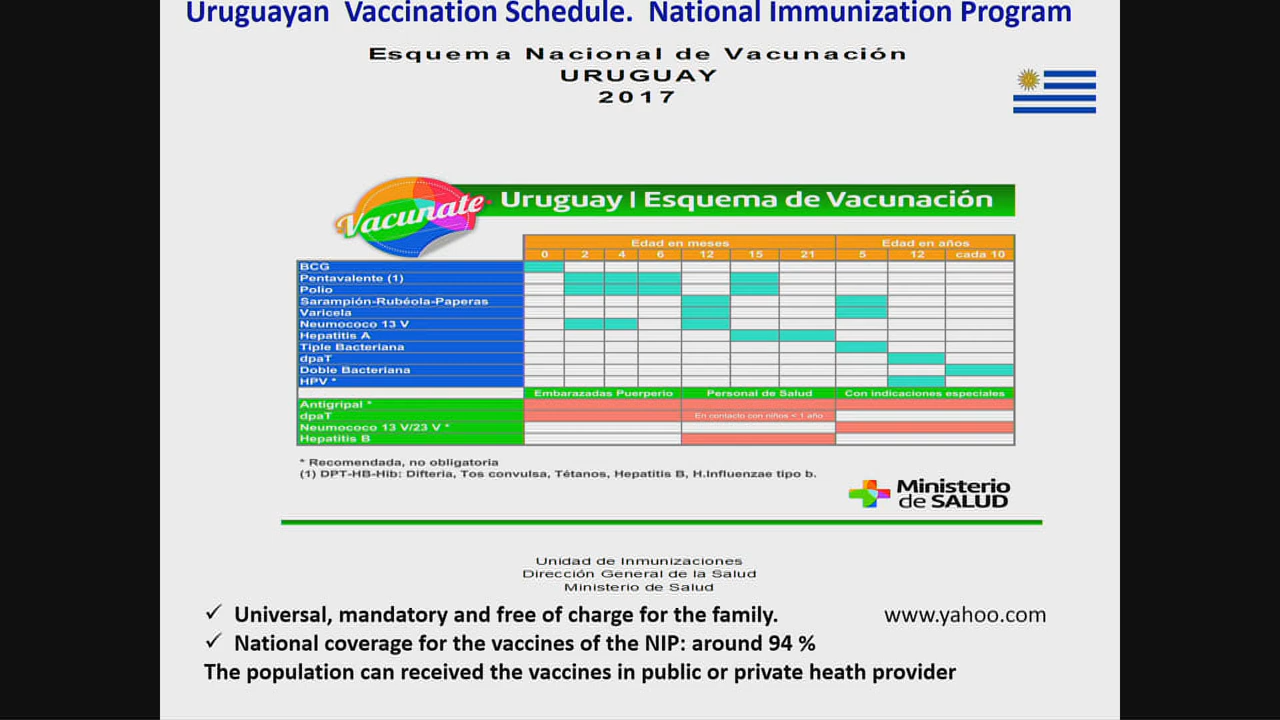 Uruguayan Vaccination Schedule. National Immunization Program
Esquema Nacional de Vacunación
URUGUAY
2017
Vacunate
Uruguay | Esquema de Vacunación
Edad en meses Edad en años
0 2 4 6 12 15 21 5 12 cada 10
BCG
Pentavalente (1)
Polio
Sarampión-Rubéola-Paperas
Varicela
Neumococo 13 V
Hepatitis A
Tiple Bacteriana
dpaT
Doble Bacteriana
HPV *
Embarazadas Puerperio Personal de Salud Con indicaciones especiales
Antigripal *
dpaT En contacto con niños < 1 año
Neumococo 13 V/23 V *
Hepatitis B
* Recomendada, no obligatoria
(1) DPT-HB-Hib: Difteria, Tos convulsa, Tétanos, Hepatitis B, H.Influenzae tipo b.
Ministerio
de SALUD
Unidad de Inmunizaciones
Dirección General de la Salud
Ministerio de Salud
✓ Universal, mandatory and free of charge for the family. www.yahoo.com
✓ National coverage for the vaccines of the NIP: around 94 %
The population can received the vaccines in public or private heath provider